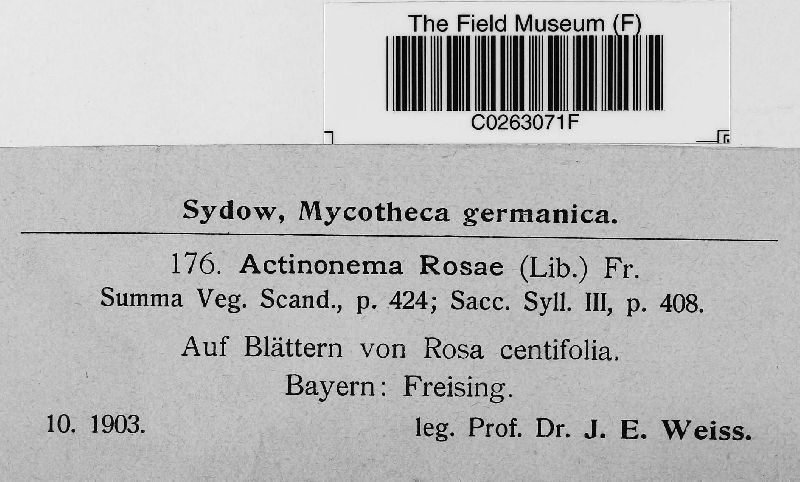 The Field Museum (F)
C0263071F
Sydow, Mycotheca germanica.
176. Actinonema Rosae (Lib.) Fr.
Summa Veg. Scand., p. 424; Sacc. Syll. III, p. 408.
Auf Blättern von Rosa centifolia.
Bayern: Freising.
10. 1903. leg. Prof. Dr. J. E. Weiss.